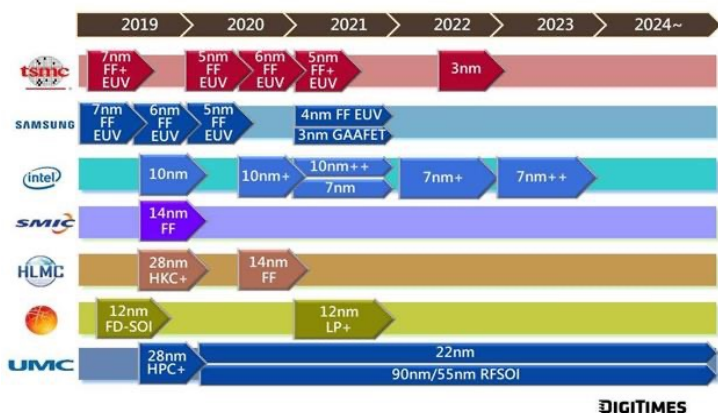 2019 2020 2021 2022 2023 2024~
tsmc
7nm
FF+
EUV
5nm
FF
EUV
6nm
FF
EUV
5nm
FF+
EUV
3nm
SAMSUNG
7nm
FF
EUV
6nm
FF
EUV
5nm
FF
EUV
4nm FF EUV
3nm GAAFET
intel
10nm
10nm+
10nm++
7nm
7nm+
7nm++
SMIC
14nm
FF
HLMC
28nm
HKC+
14nm
FF
12nm
FD-SOI
12nm
LP+
UMC
28nm
HPC+
22nm
90nm/55nm RFSOI
DIGITIMES